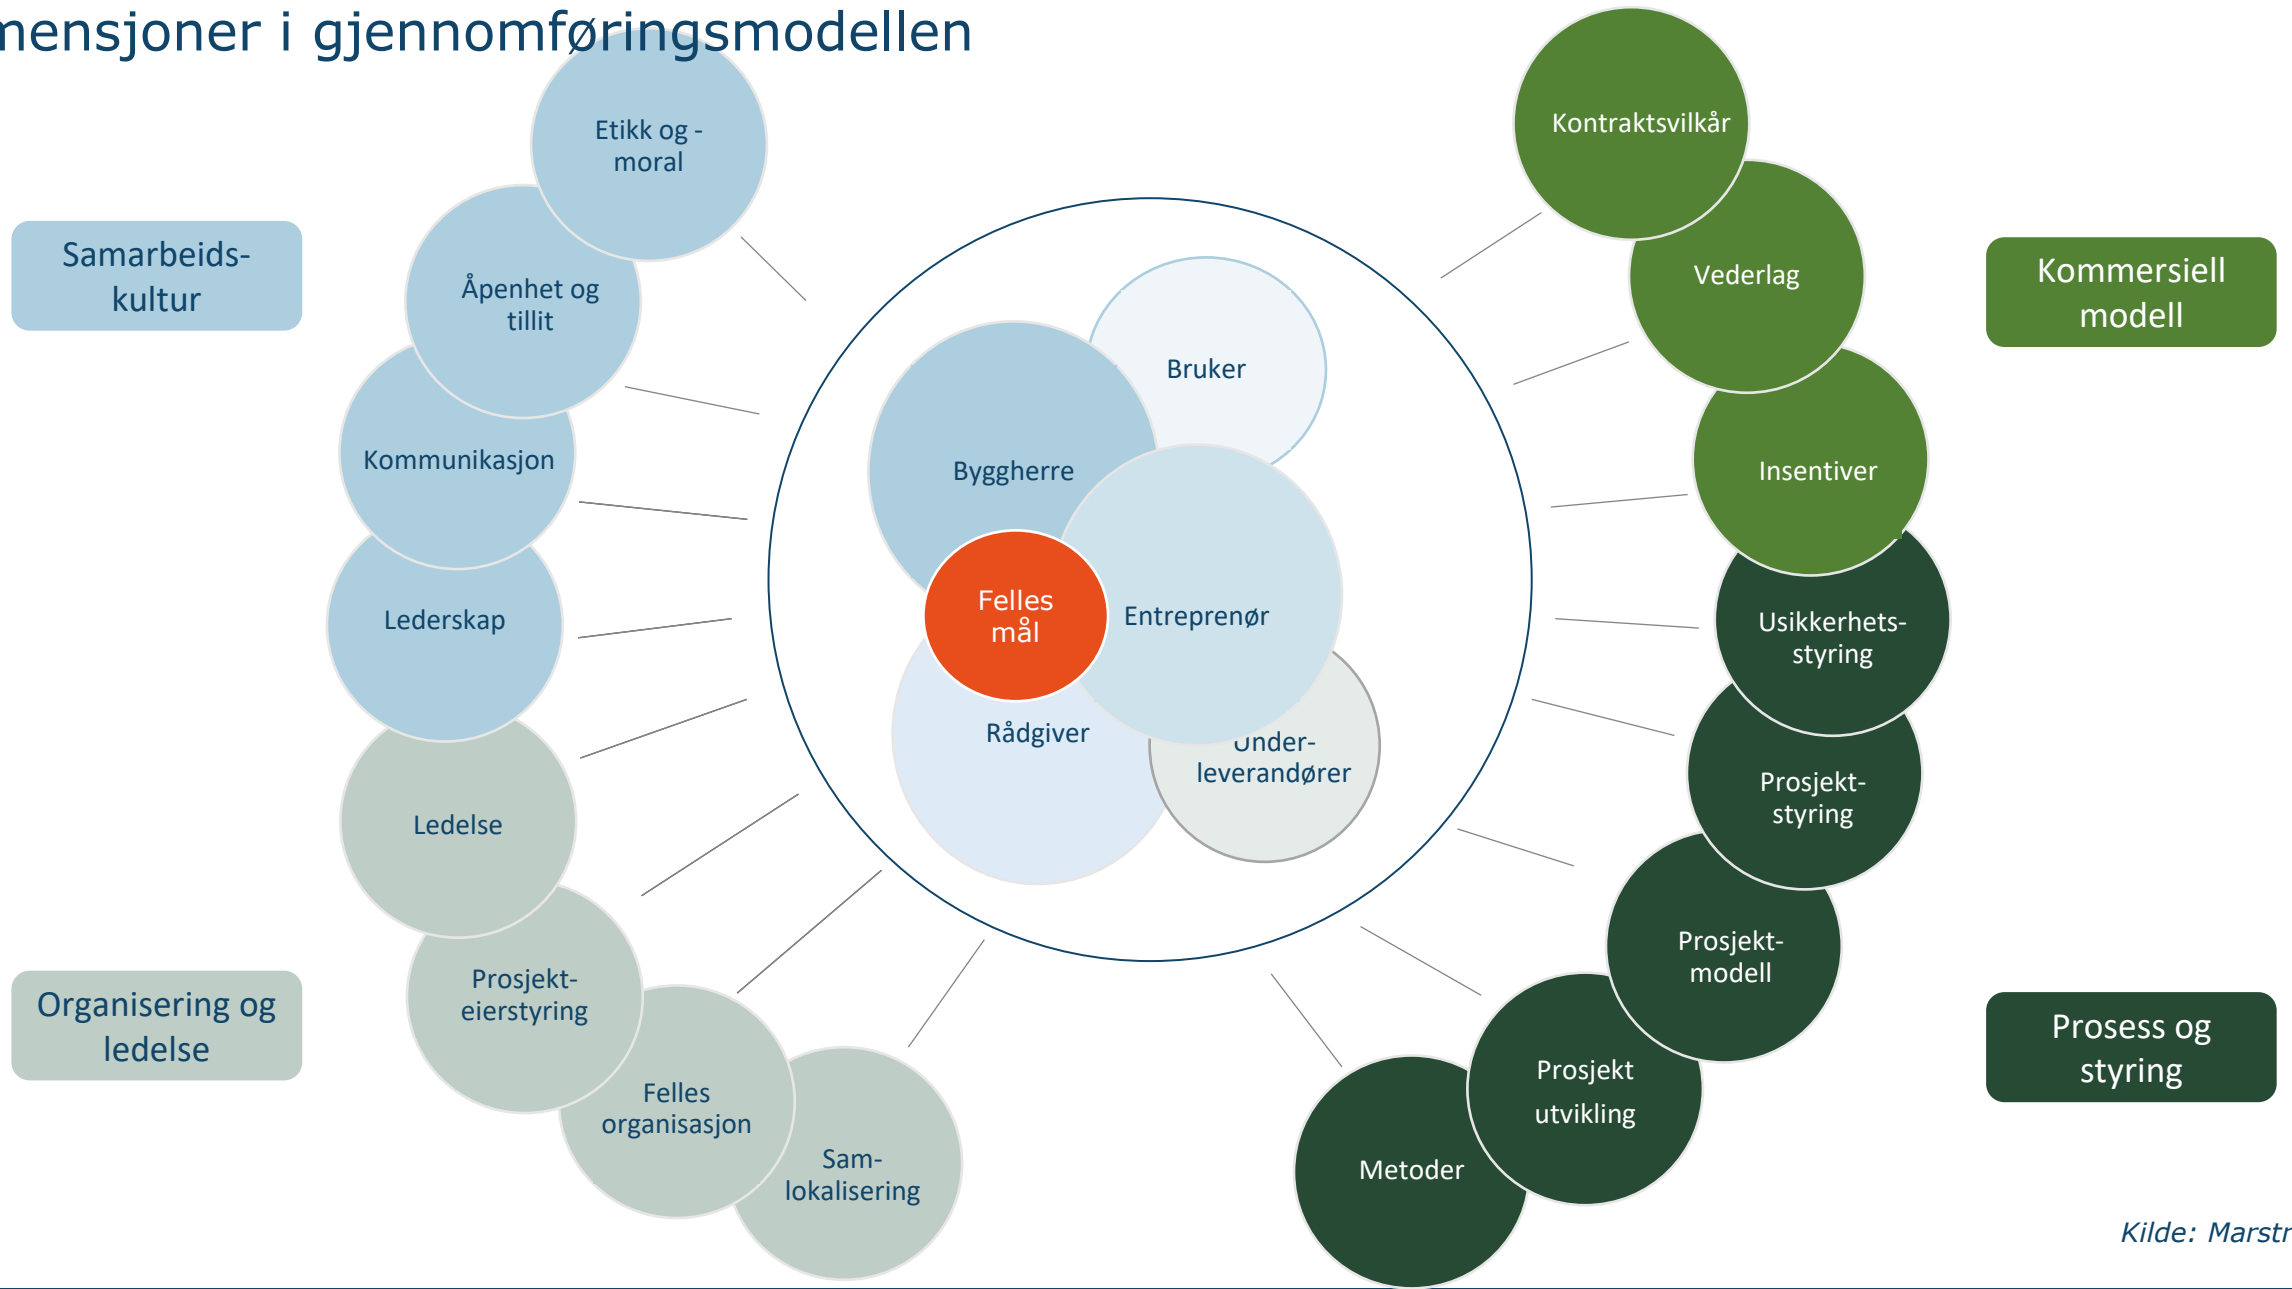 mensjoner i gjennomføringsmodellen
Etikk og -
moral
Åpenhet og
tillit
Kommunikasjon
Lederskap
Samarbeids-
kultur
Ledelse
Prosjekt-
eierstyring
Felles
organisasjon
Sam-
lokalisering
Organisering og
ledelse
Bruker
Byggherre
Entreprenør
Felles
mål
Rådgiver
Under-
leverandører
Kontraktsvilkår
Vederlag
Insentiver
Kommersiell
modell
Usikkerhets-
styring
Prosjekt-
styring
Prosjekt-
modell
Prosjekt
utvikling
Metoder
Prosess og
styring
Kilde: Marstr